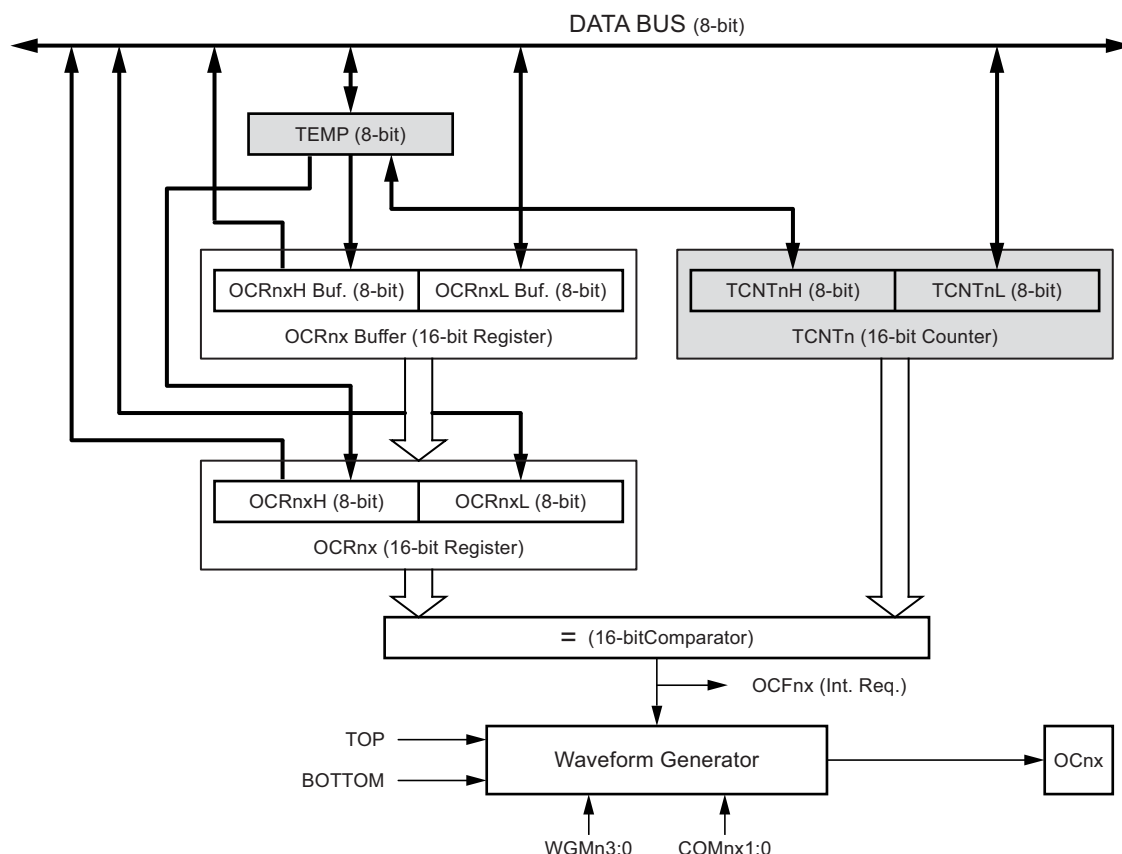 DATA BUS (8-bit)
TEMP (8-bit)
OCRnxH Buf. (8-bit)
OCRnxL Buf. (8-bit)
TCNTnH (8-bit)
TCNTnL (8-bit)
OCRnx Buffer (16-bit Register)
TCNTn (16-bit Counter)
OCRnxH (8-bit)
OCRnxL (8-bit)
OCRnx (16-bit Register)
= (16-bitComparator)
OCFnx (Int. Req.)
TOP
BOTTOM
Waveform Generator
OCnx
WGMn3:0
COMnx1:0